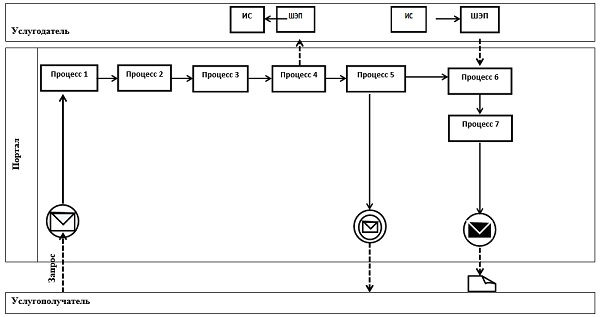 ИС ШЭП ИС ШЭП
Услугодатель
Процесс 1 Процесс 2 Процесс 3 Процесс 4 Процесс 5 Процесс 6
Процесс 7
Портал
Запрос
Услугополучатель